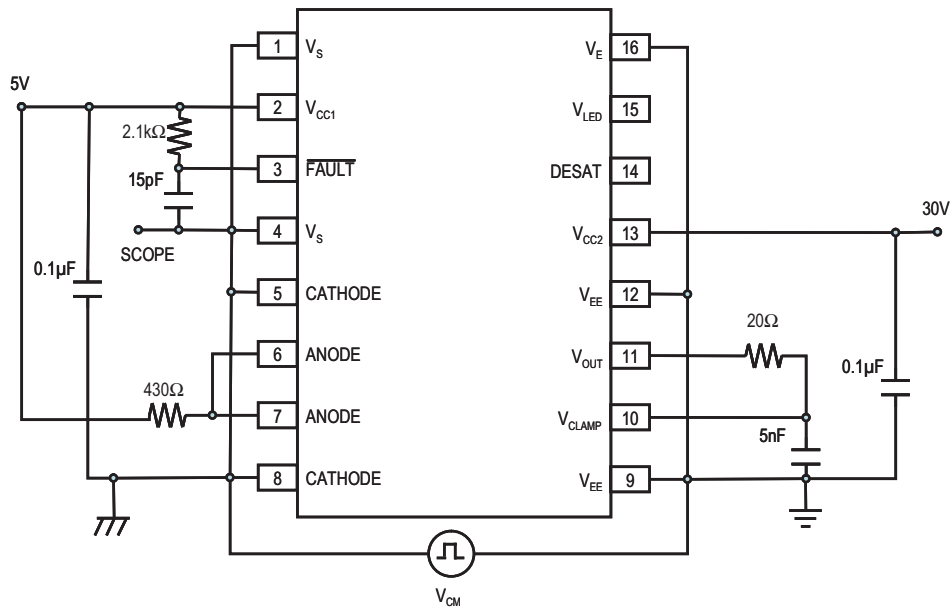 1 V_S
V_E 16
5V
2 V_CC1
V_LED 15
2.1kΩ
3 FAULT
DESAT 14
15pF
30V
4 V_S
V_CC2 13
SCOPE
0.1µF
5 CATHODE
V_EE 12
20Ω
6 ANODE
V_OUT 11
0.1µF
430Ω
7 ANODE
V_CLAMP 10
5nF
8 CATHODE
V_EE 9
V_CM